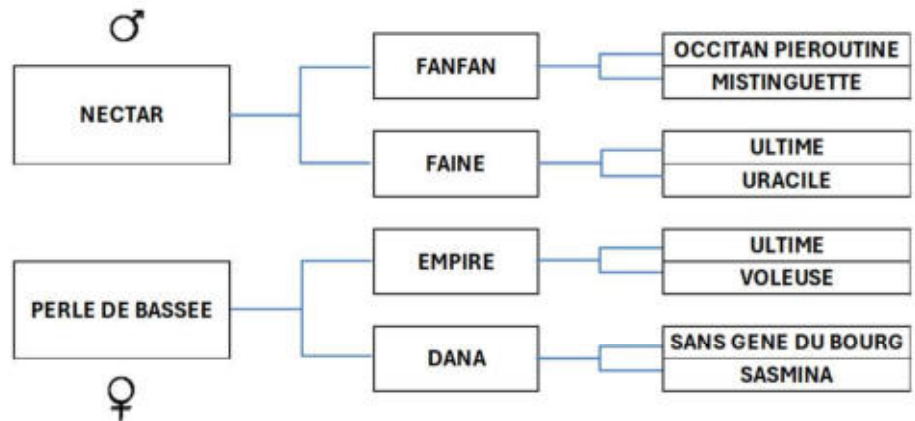 ♂
NECTAR
FANFAN
OCCITAN PIEROUTINE
MISTINGUETTE
FAINE
ULTIME
URACILE
PERLE DE BASSEE
EMPIRE
ULTIME
VOLEUSE
DANA
SANS GENE DU BOURG
SASMINA
♀